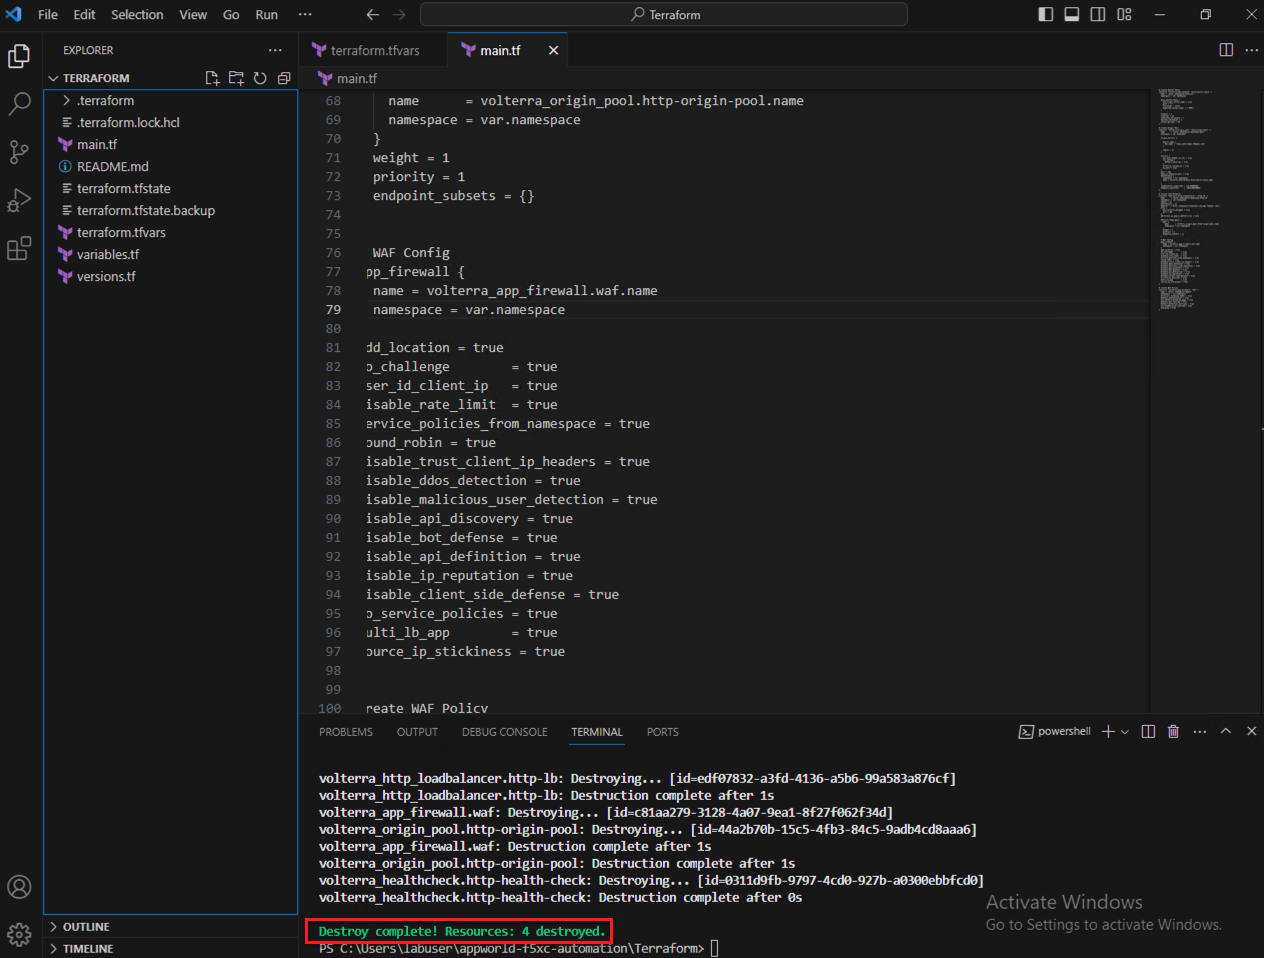 File Edit Selection View Go Run ··· Terraform
EXPLORER ···
TERRAFORM
.terraform
.terraform.lock.hcl
main.tf
README.md
terraform.tfstate
terraform.tfstate.backup
terraform.tfvars
variables.tf
versions.tf
OUTLINE
TIMELINE
terraform.tfvars main.tf
main.tf
68 name = volterra_origin_pool.http-origin-pool.name
69 namespace = var.namespace
70 }
71 weight = 1
72 priority = 1
73 endpoint_subsets = {}
74
75
76 WAF Config
77 pp_firewall {
78 name = volterra_app_firewall.waf.name
79 namespace = var.namespace
80
81 dd_location = true
82 o_challenge = true
83 ser_id_client_ip = true
84 isable_rate_limit = true
85 ervice_policies_from_namespace = true
86 ound_robin = true
87 isable_trust_client_ip_headers = true
88 isable_ddos_detection = true
89 isable_malicious_user_detection = true
90 isable_api_discovery = true
91 isable_bot_defense = true
92 isable_api_definition = true
93 isable_ip_reputation = true
94 isable_client_side_defense = true
95 o_service_policies = true
96 ulti_lb_app = true
97 ource_ip_stickiness = true
98
99
100 reate WAF Policy
PROBLEMS OUTPUT DEBUG CONSOLE TERMINAL PORTS powershell
volterra_http_loadbalancer.http-lb: Destroying... [id=edf07832-a3fd-4136-a5b6-99a583a876cf]
volterra_http_loadbalancer.http-lb: Destruction complete after 1s
volterra_app_firewall.waf: Destroying... [id=c81aa279-3128-4a07-9ea1-8f27f062f34d]
volterra_origin_pool.http-origin-pool: Destroying... [id=44a2b70b-15c5-4fb3-84c5-9adb4cd8aaa6]
volterra_app_firewall.waf: Destruction complete after 1s
volterra_origin_pool.http-origin-pool: Destruction complete after 1s
volterra_healthcheck.http-health-check: Destroying... [id=0311d9fb-9797-4cd0-927b-a0300ebbfcd0]
volterra_healthcheck.http-health-check: Destruction complete after 0s
Destroy complete! Resources: 4 destroyed.
PS C:\Users\labuser\appworld-f5xc-automation\Terraform>
Activate Windows
Go to Settings to activate Windows.